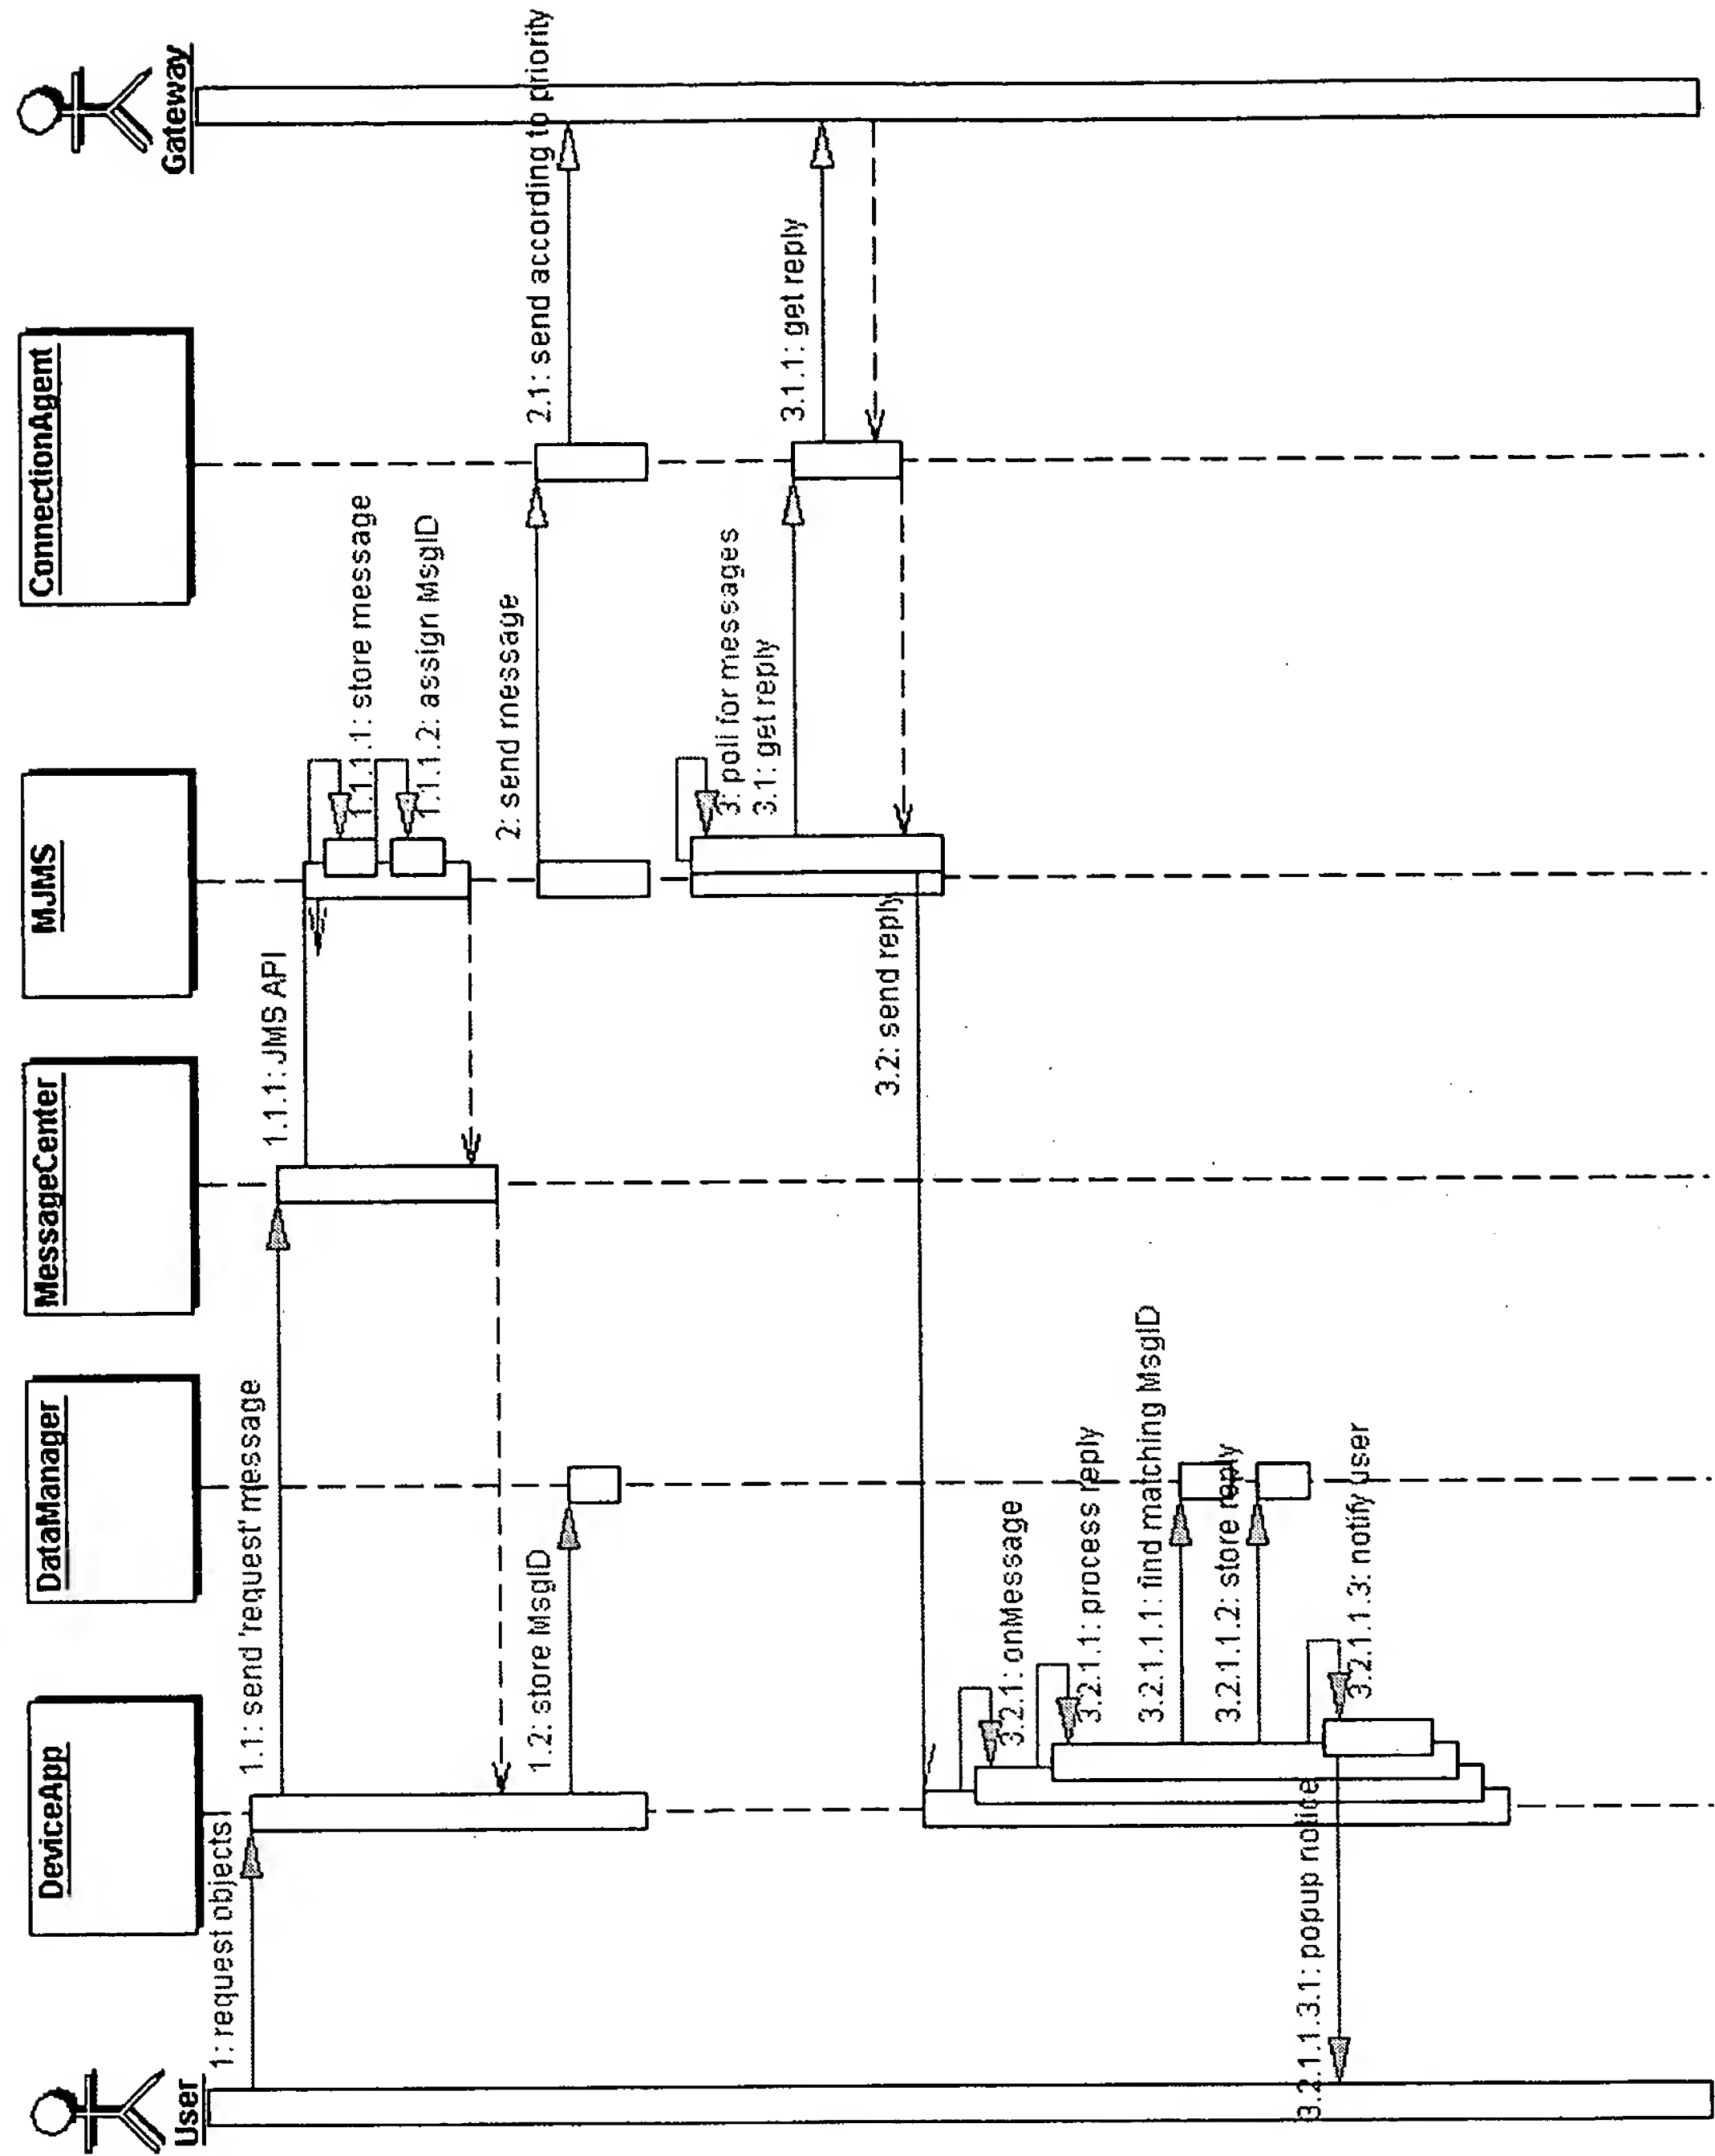 User
DeviceApp
DataManager
MessageCenter
MJMS
ConnectionAgent
Gateway
1: request objects
1.1: send 'request' message
1.1.1: JMS API
1.1.1.1: store message
1.1.1.2: assign MsgID
1.2: store MsgID
2: send message
2.1: send according to priority
3: poll for messages
3.1: get reply
3.1.1: get reply
3.2: send reply
3.2.1: onMessage
3.2.1.1: process reply
3.2.1.1.1: find matching MsgID
3.2.1.1.2: store reply
3.2.1.1.3: notify user
3.2.1.1.3.1: popup notice